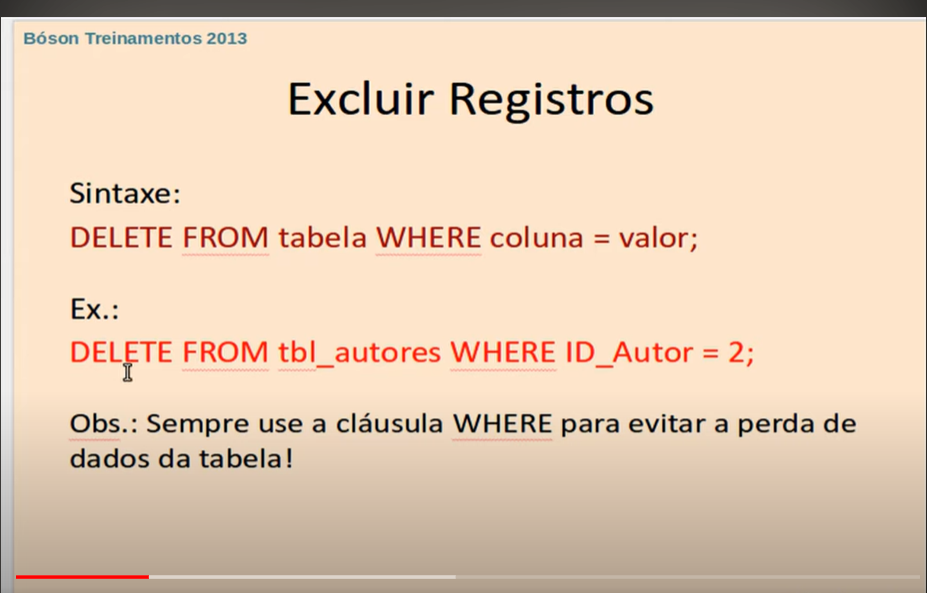 Bóson Treinamentos 2013
Excluir Registros
Sintaxe:
DELETE FROM tabela WHERE coluna = valor;
Ex.:
DELETE FROM tbl_autores WHERE ID_Autor = 2;
Obs.: Sempre use a cláusula WHERE para evitar a perda de
dados da tabela!